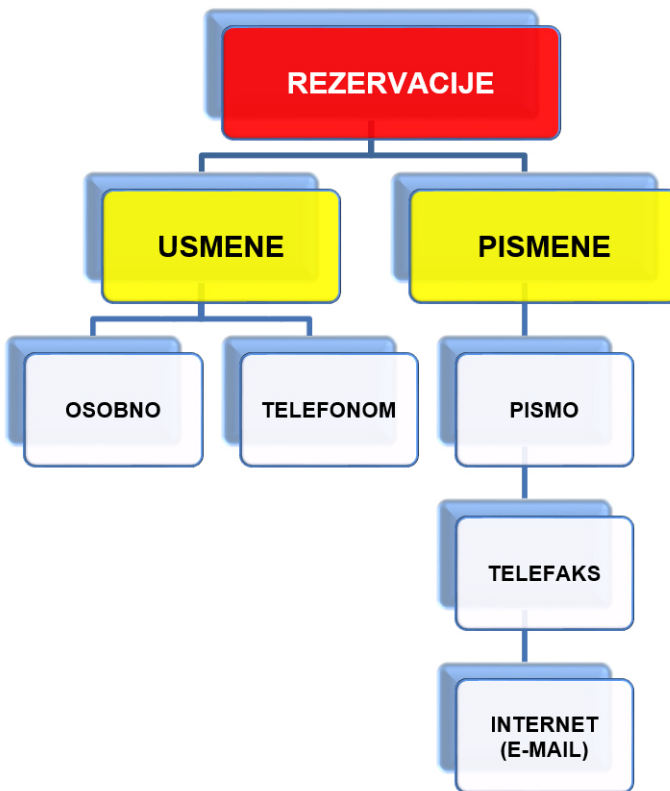 REZERVACIJE
USMENE
PISMENE
OSOBNO
TELEFONOM
PISMO
TELEFAKS
INTERNET
(E-MAIL)